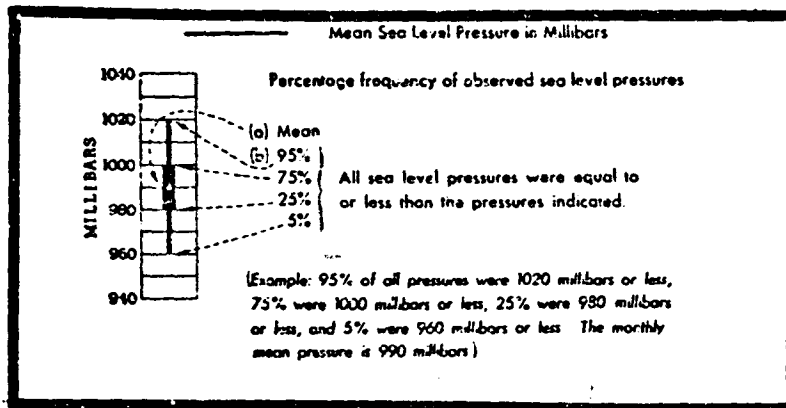 Mean Sea Level Pressure in Millibars
Percentage frequency of observed sea level pressures
MILLIBARS
1040
1020
1000
980
960
940
(a) Mean
(b) 95%
75%
25%
5%
All sea level pressures were equal to
or less than the pressures indicated.
(Example: 95% of all pressures were 1020 millibars or less,
75% were 1000 millibars or less, 25% were 980 millibars
or less, and 5% were 960 millibars or less The monthly
mean pressure is 990 millibars)